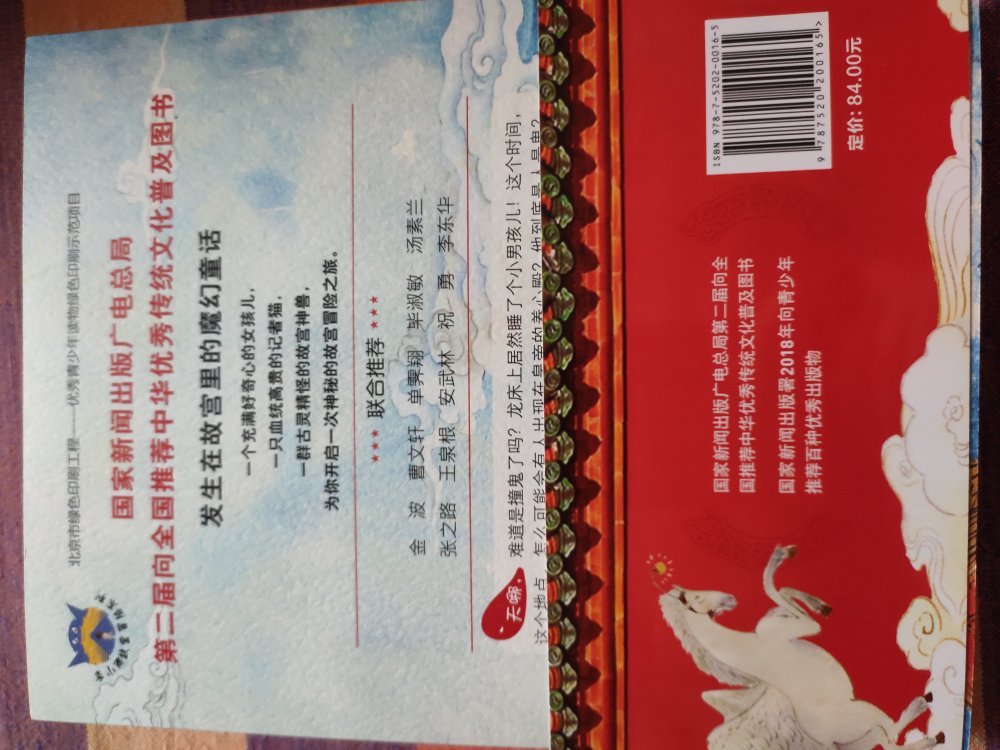 北京市绿色印刷工程——优秀青少年读物绿色印刷示范项目
国家新闻出版广电总局
第二届向全国推荐中华优秀传统文化普及图书
发生在故宫里的魔幻童话
一个充满好奇心的女孩儿，
一只血统高贵的记者猫，
一群古灵精怪的故宫神兽，
为你开启一次神秘的故宫冒险之旅。
联合推荐
金 波 曹文轩 单霁翔 毕淑敏 汤素兰
张之路 王泉根 安武林 祝 勇 李东华
天哪，
难道是撞鬼了吗？龙床上居然睡了个小男孩儿！这个时间，
这个地点，怎么可能会有人出现在皇帝的养心殿？他到底是人是鬼？
国家新闻出版广电总局第二届向全
国推荐中华优秀传统文化普及图书
国家新闻出版署2018年向青少年
推荐百种优秀出版物
ISBN 978-7-5202-0016-5
9 787520 200165 >
定价: 84.00元